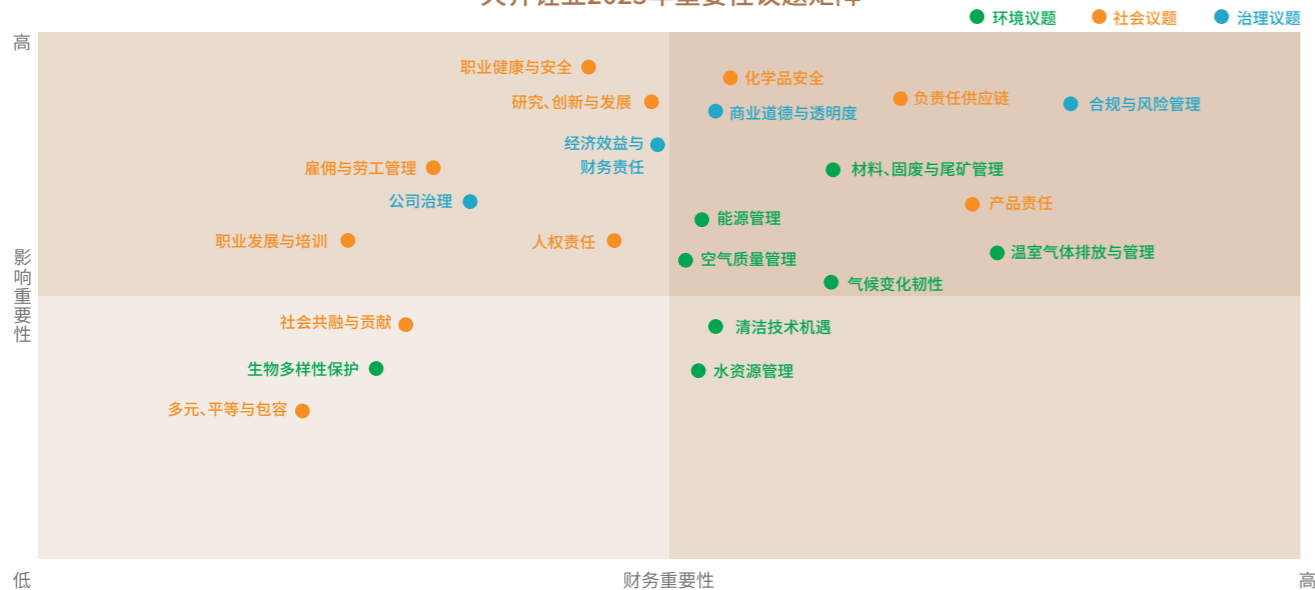 环境议题
社会议题
治理议题
高
职业健康与安全
化学品安全
研究、创新与发展
负责任供应链
商业道德与透明度
合规与风险管理
经济效益与
财务责任
雇佣与劳工管理
材料、固废与尾矿管理
公司治理
产品责任
能源管理
职业发展与培训
人权责任
空气质量管理
温室气体排放与管理
气候变化韧性
影响重要性
社会共融与贡献
清洁技术机遇
生物多样性保护
水资源管理
多元、平等与包容
低
财务重要性
高